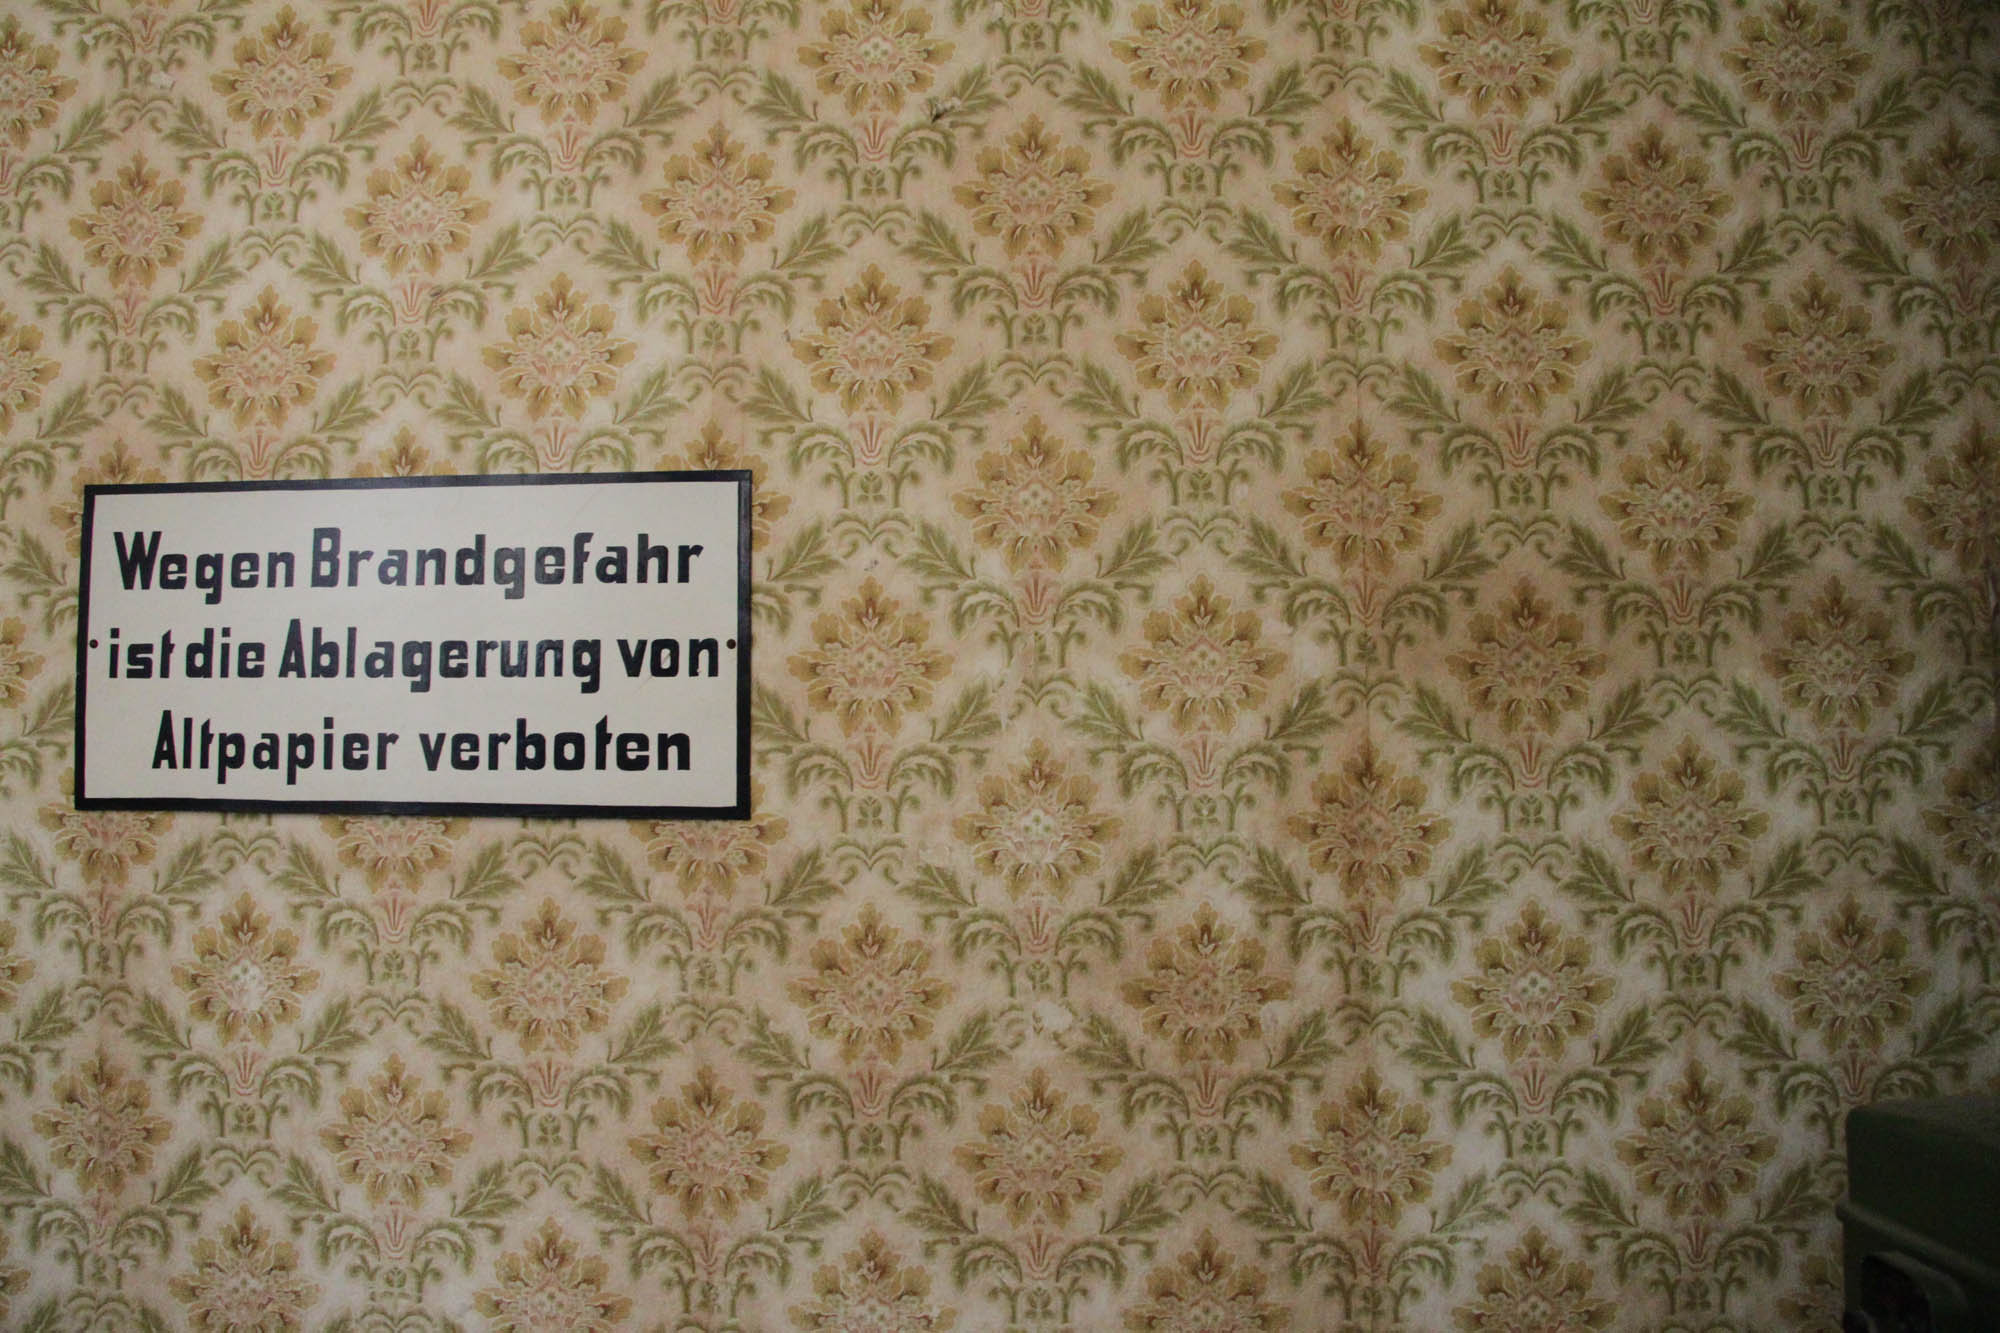 Wegen Brandgefahr
ist die Ablagerung von
Altpapier verboten